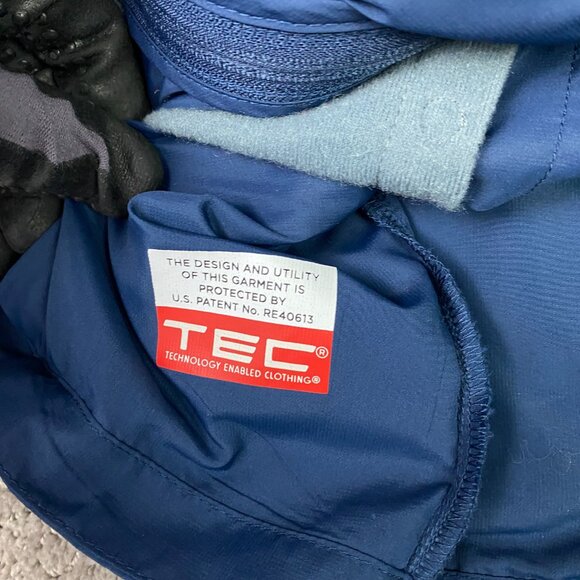 THE DESIGN AND UTILITY
OF THIS GARMENT IS
PROTECTED BY
U.S. PATENT No. RE40613
TEC®
TECHNOLOGY ENABLED CLOTHING®